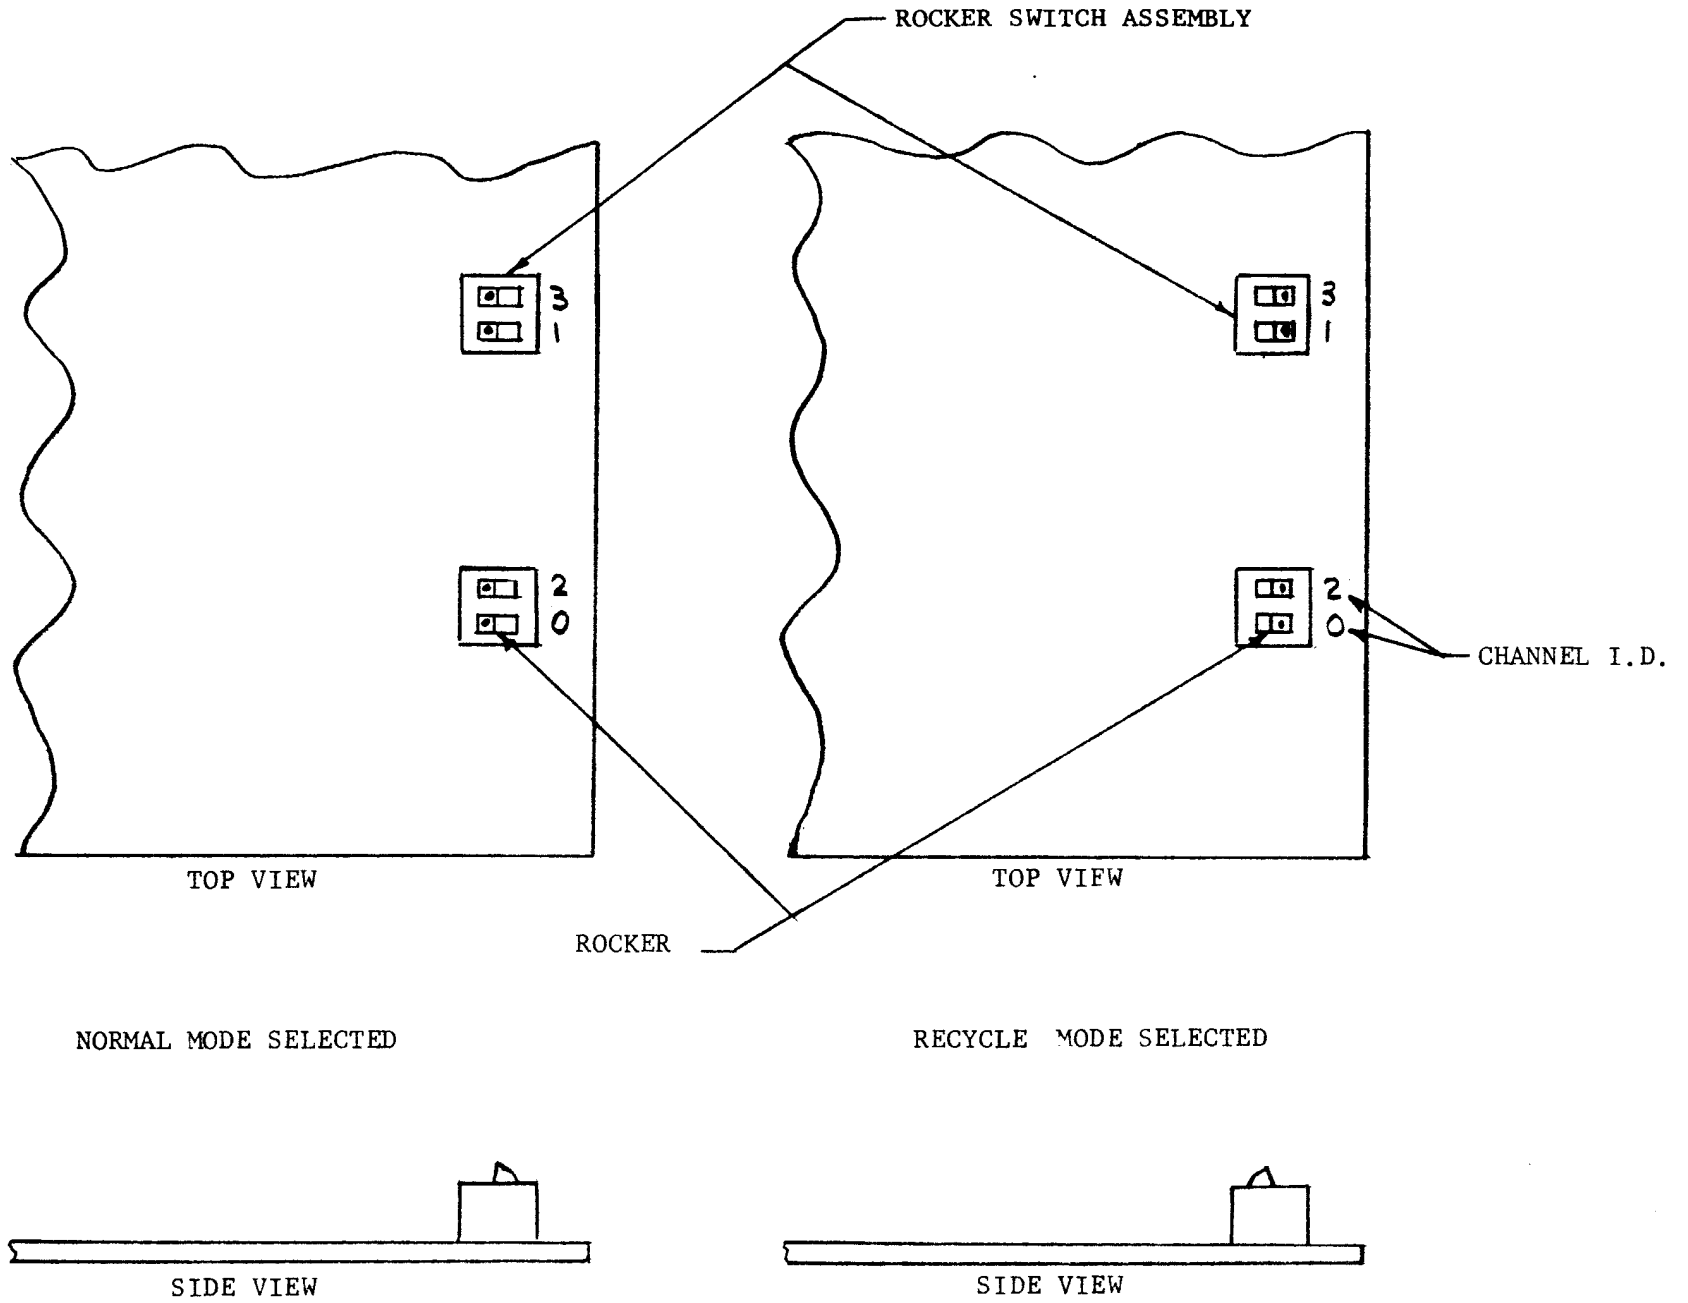 ROCKER SWITCH ASSEMBLY
3
1
3
1
2
0
2
0
CHANNEL I.D.
TOP VIEW
TOP VIEW
ROCKER
NORMAL MODE SELECTED
RECYCLE MODE SELECTED
SIDE VIEW
SIDE VIEW